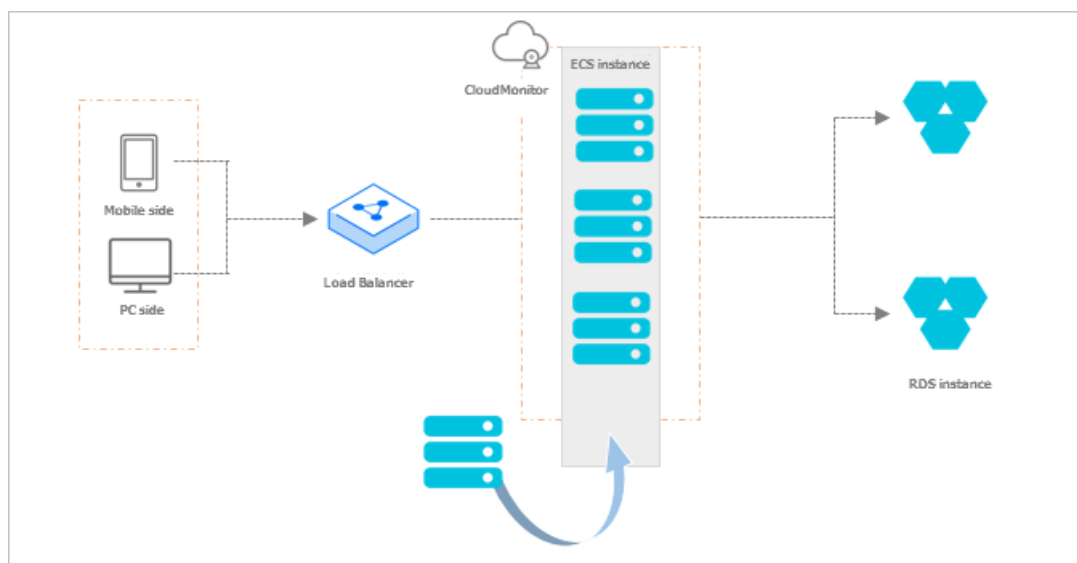 ECS instance
CloudMonitor
Mobile side
Load Balancer
PC side
RDS instance